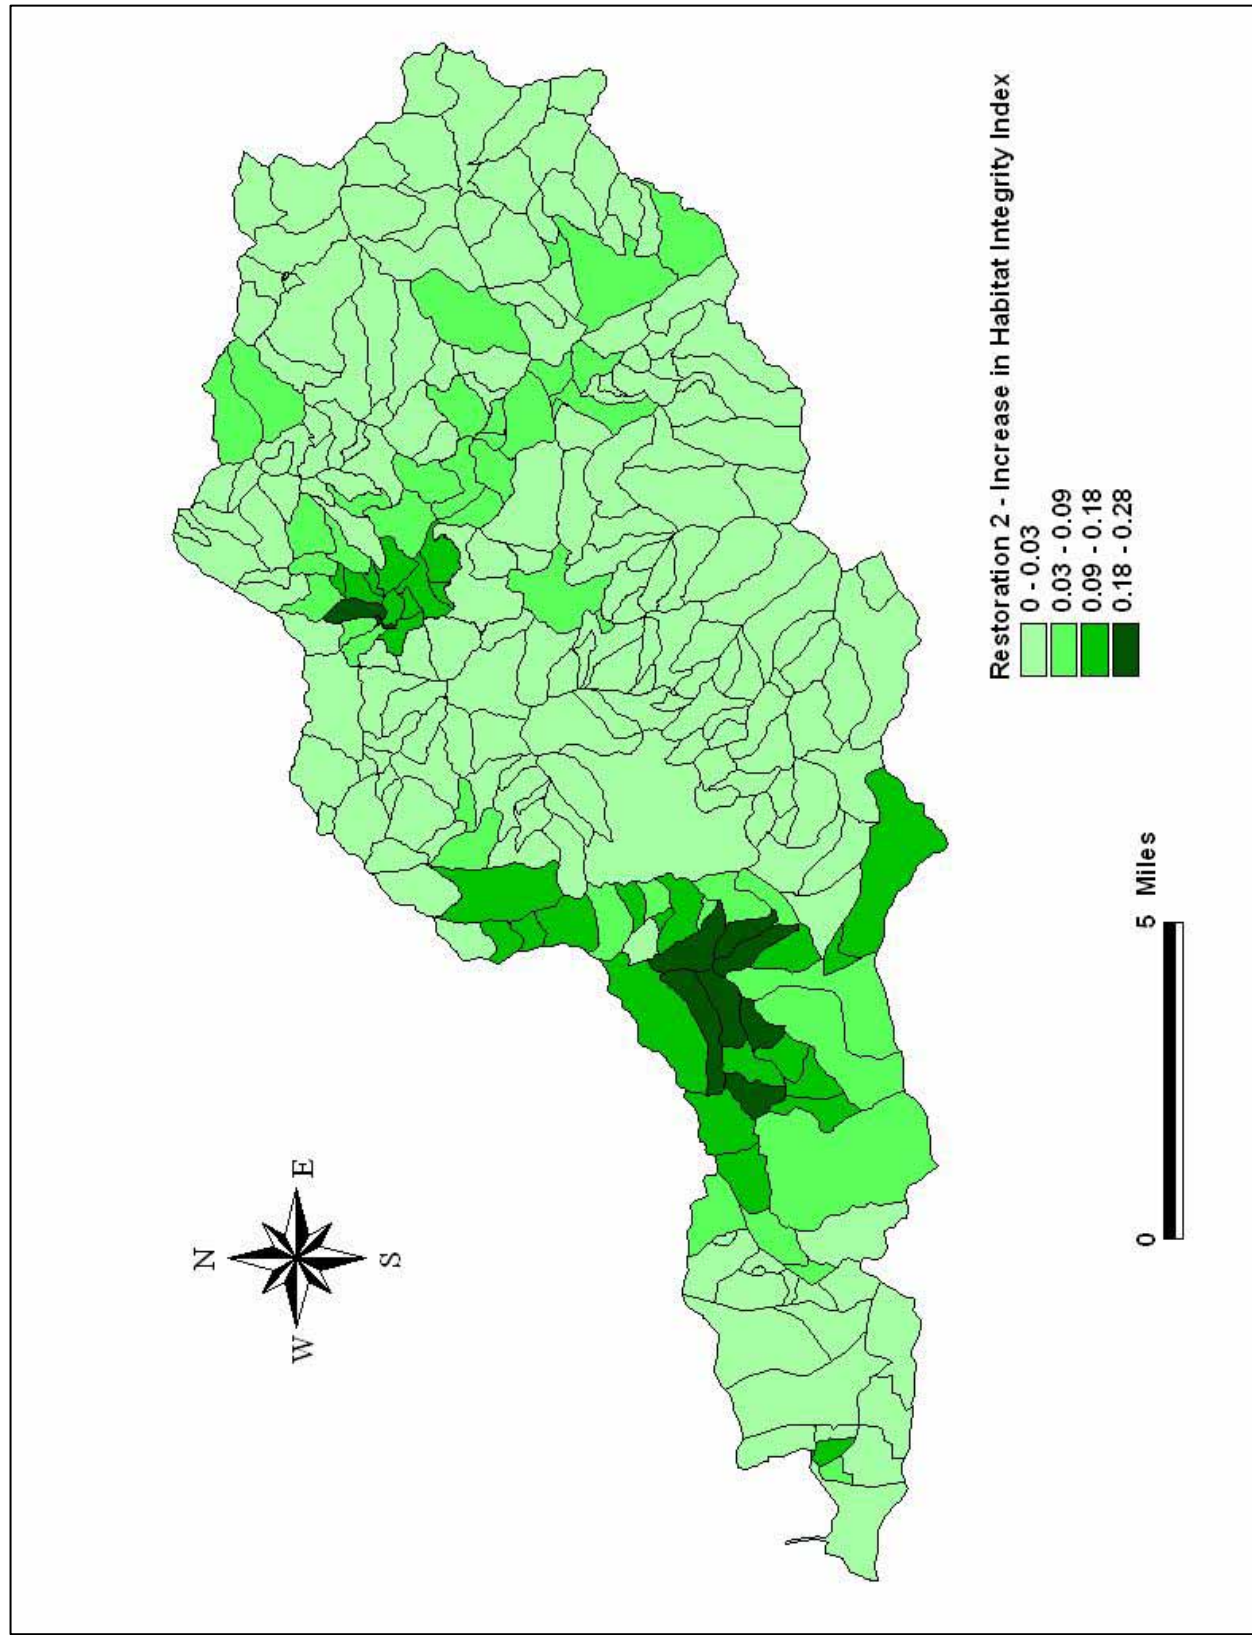 N
W
E
S
Restoration 2 - Increase in Habitat Integrity Index
0 - 0.03
0.03 - 0.09
0.09 - 0.18
0.18 - 0.28
0
5 Miles